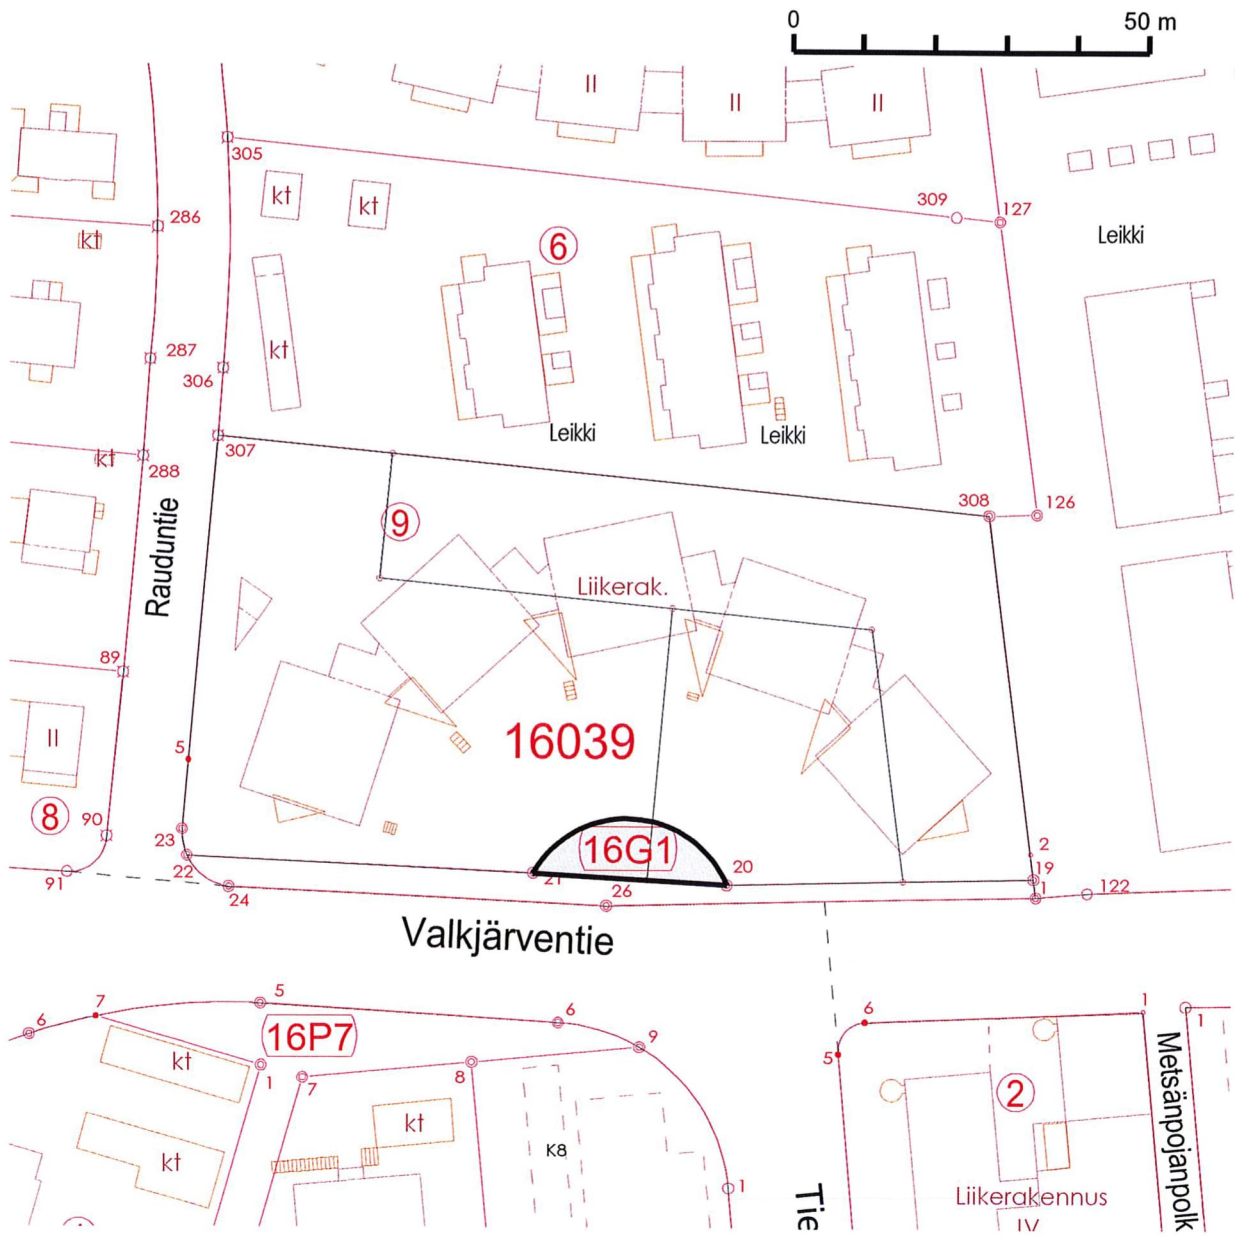 0 50 m
II
II
II
305
kt
kt
286
kt
309
127
Leikki
6
287
306
kt
Leikki
Leikki
307
kt
288
308
126
9
Rauduntie
Liikerak.
89
II
5
16039
8
90
23
22
91
24
21
16G1
20
26
2
19
1
122
Valkjärventie
7
6
5
6
9
16P7
kt
1
7
8
kt
kt
K8
1
6
5
1
1
2
Metsänpojanpolk
Tie
Liikerakennus
IV